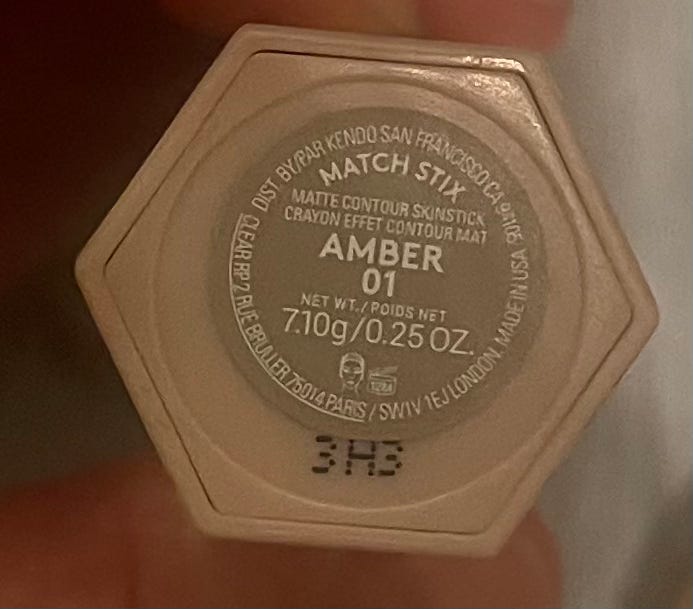 DIST. BY/PAR KENDO SAN FRANCISCO, CA 94105. MADE IN USA.
MATCH STIX
MATTE CONTOUR SKINSTICK
CRAYON EFFET CONTOUR MAT
AMBER
01
NET WT. / POIDS NET
7.10g/0.25 OZ.
CLEAR RP 2 RUE BRULLER 75014 PARIS / SW1V 1EJ LONDON.
3A3